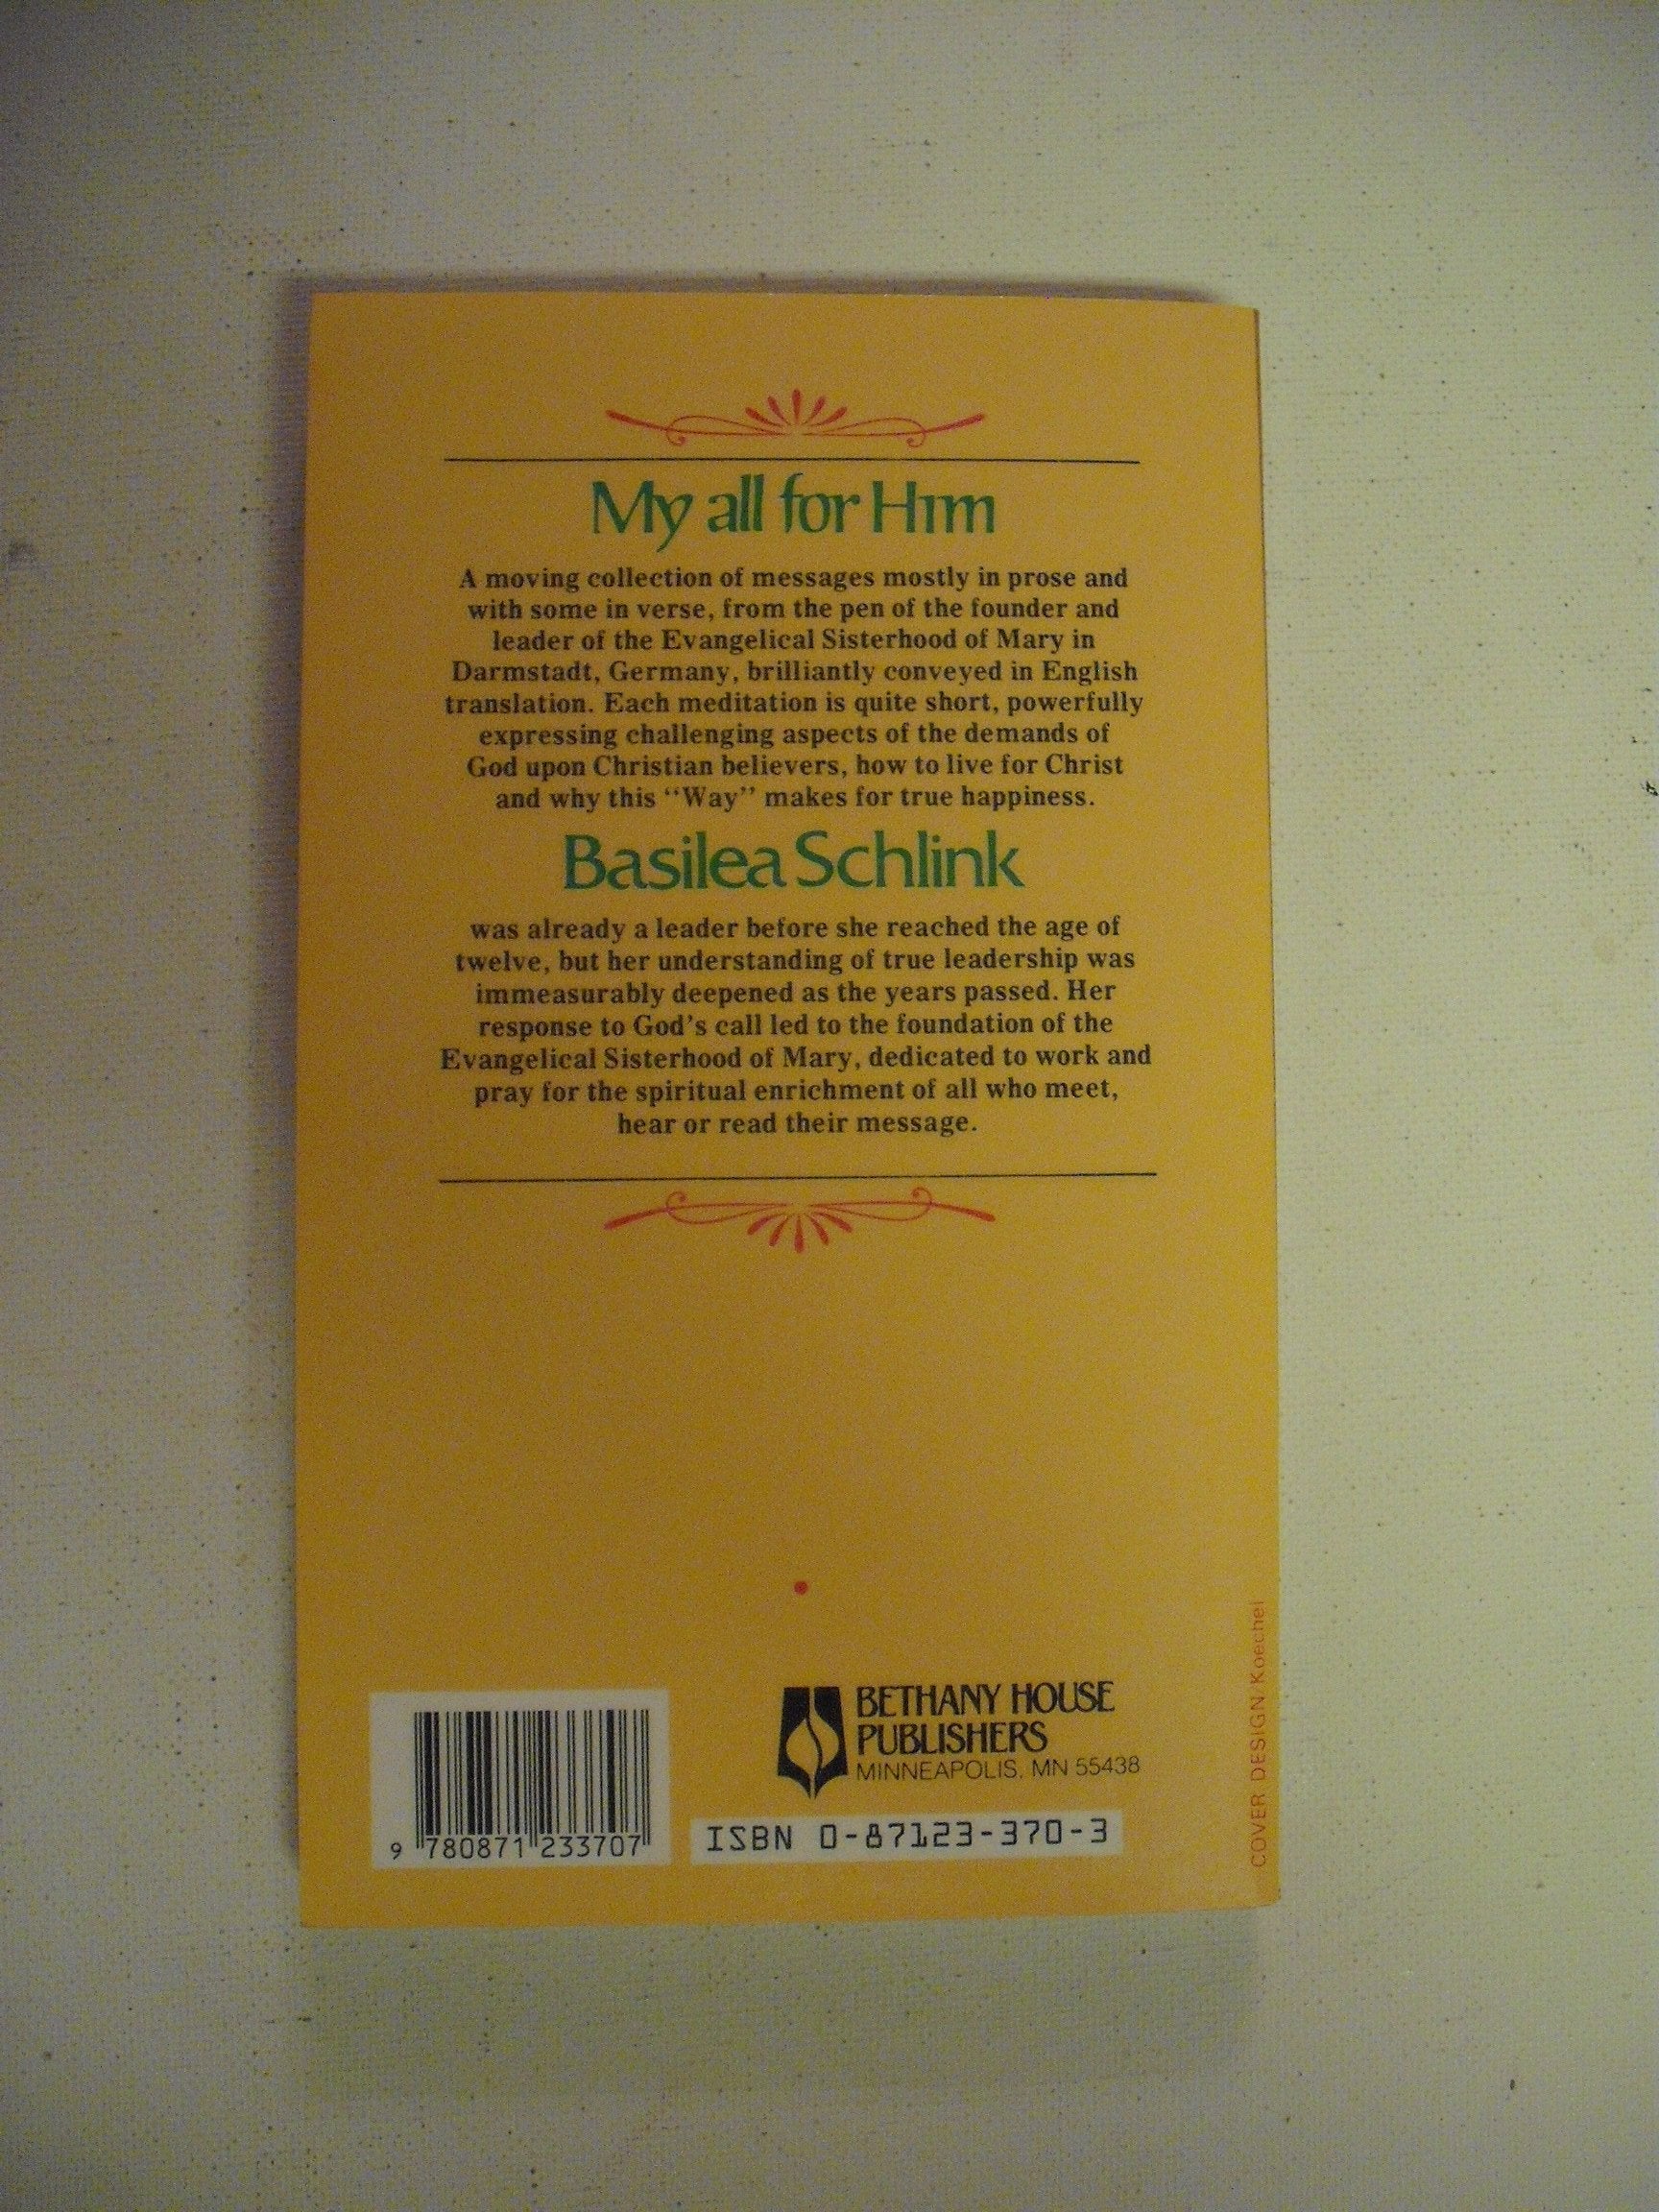 My all for Him
A moving collection of messages mostly in prose and
with some in verse, from the pen of the founder and
leader of the Evangelical Sisterhood of Mary in
Darmstadt, Germany, brilliantly conveyed in English
translation. Each meditation is quite short, powerfully
expressing challenging aspects of the demands of
God upon Christian believers, how to live for Christ
and why this “Way” makes for true happiness.
Basilea Schlink
was already a leader before she reached the age of
twelve, but her understanding of true leadership was
immeasurably deepened as the years passed. Her
response to God's call led to the foundation of the
Evangelical Sisterhood of Mary, dedicated to work and
pray for the spiritual enrichment of all who meet,
hear or read their message.
BETHANY HOUSE
PUBLISHERS
MINNEAPOLIS, MN 55438
ISBN 0-87123-370-3
9 780871 233707
COVER DESIGN Koechel